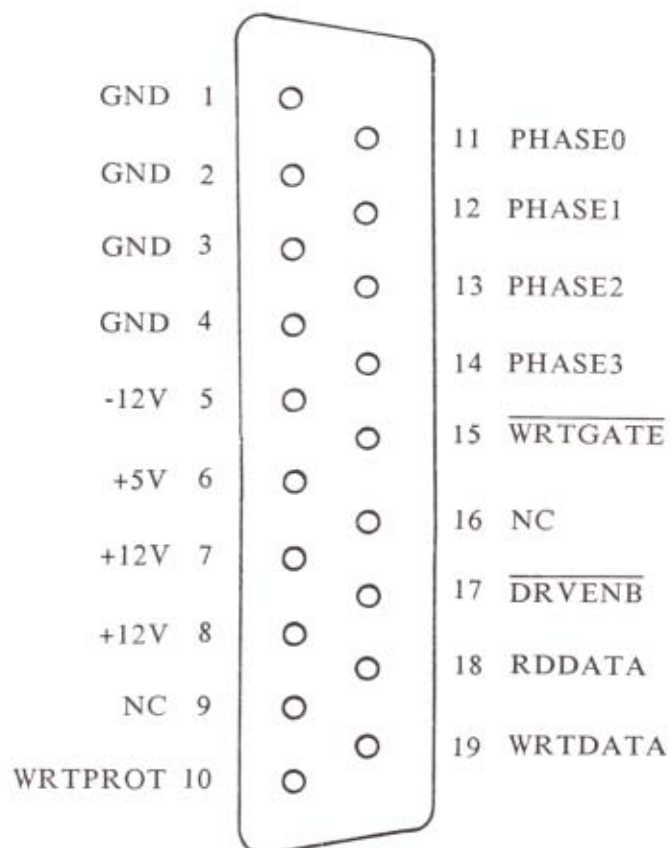 GND 1
GND 2
GND 3
GND 4
-12V 5
+5V 6
+12V 7
+12V 8
NC 9
WRTPROT 10
11 PHASE0
12 PHASE1
13 PHASE2
14 PHASE3
15 WRTGATE
16 NC
17 DRVENB
18 RDDATA
19 WRTDATA